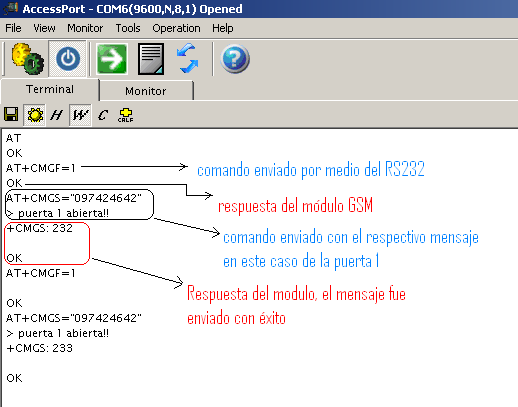 AccessPort - COM6(9600,N,8,1) Opened
File View Monitor Tools Operation Help
Terminal Monitor
H W C CRLF
AT
OK
AT+CMGF=1 comando enviado por medio del RS232
OK
AT+CMGS="097424642" respuesta del módulo GSM
> puerta 1 abierta!!
+CMGS: 232 comando enviado con el respectivo mensaje
en este caso de la puerta 1
OK
AT+CMGF=1
Respuesta del modulo, el mensaje fue
enviado con éxito
OK
AT+CMGS="097424642"
> puerta 1 abierta!!
+CMGS: 233
OK